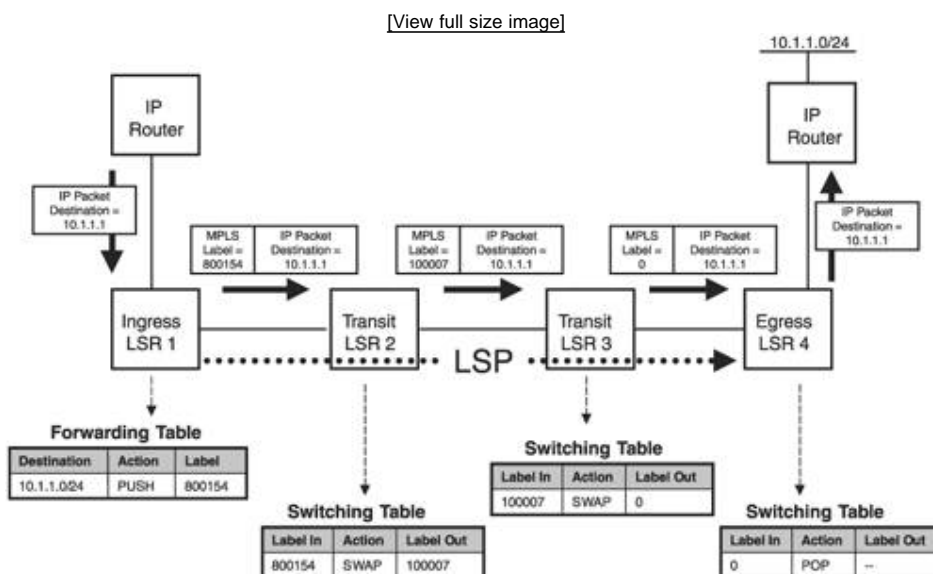 [View full size image]
10.1.1.0/24
IP
Router
IP
Router
IP Packet
Destination =
10.1.1.1
MPLS
Label =
800154
IP Packet
Destination =
10.1.1.1
MPLS
Label =
100007
IP Packet
Destination =
10.1.1.1
MPLS
Label =
0
IP Packet
Destination =
10.1.1.1
IP Packet
Destination =
10.1.1.1
Ingress
LSR 1
Transit
LSR 2
Transit
LSR 3
Egress
LSR 4
LSP
Forwarding Table
Destination Action Label
10.1.1.0/24 PUSH 800154
Switching Table
Label In Action Label Out
800154 SWAP 100007
Switching Table
Label In Action Label Out
100007 SWAP 0
Switching Table
Label In Action Label Out
0 POP --